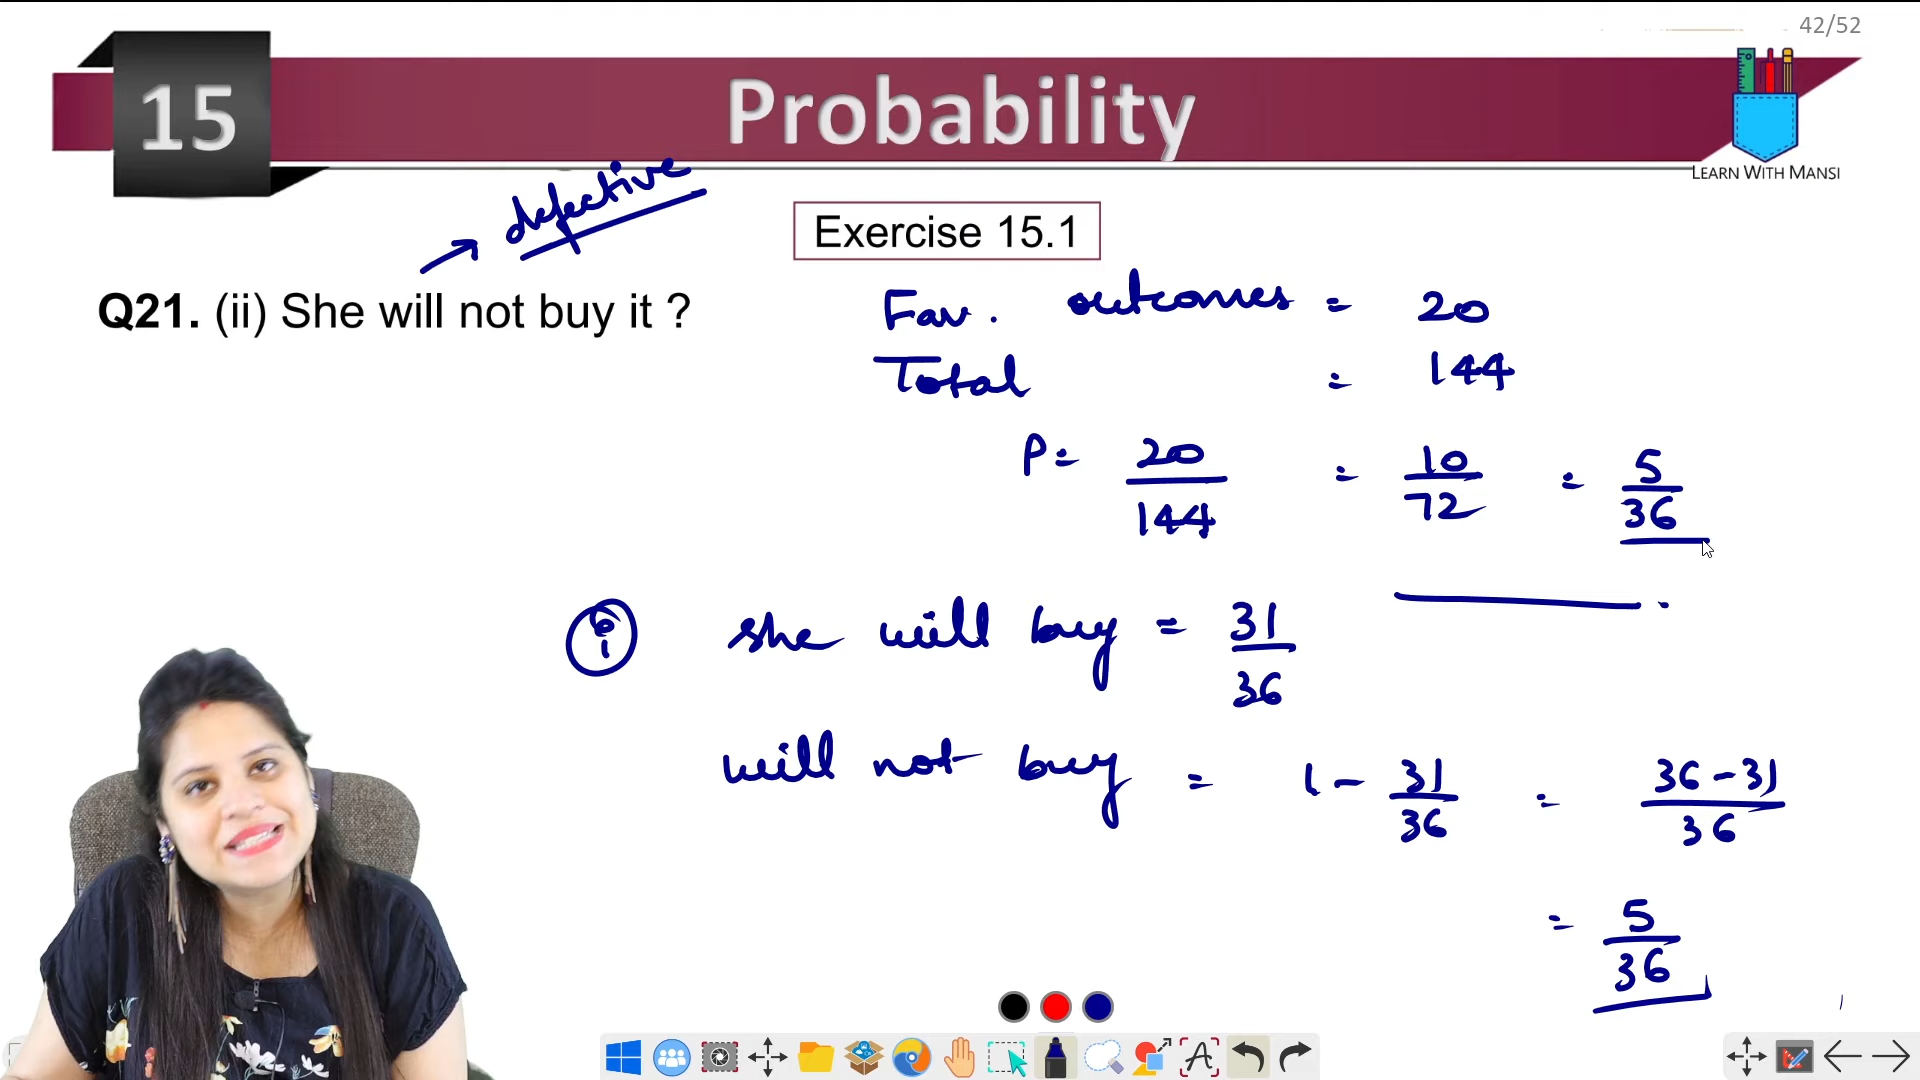 42/52
15
Probability
LEARN WITH MANSI
defective
Exercise 15.1
Q21. (ii) She will not buy it ?
Fav. outcomes = 20
Total = 144
P = 20/144 = 10/72 = 5/36
i she will buy = 31/36
will not buy = 1 - 31/36 = 36-31/36
= 5/36